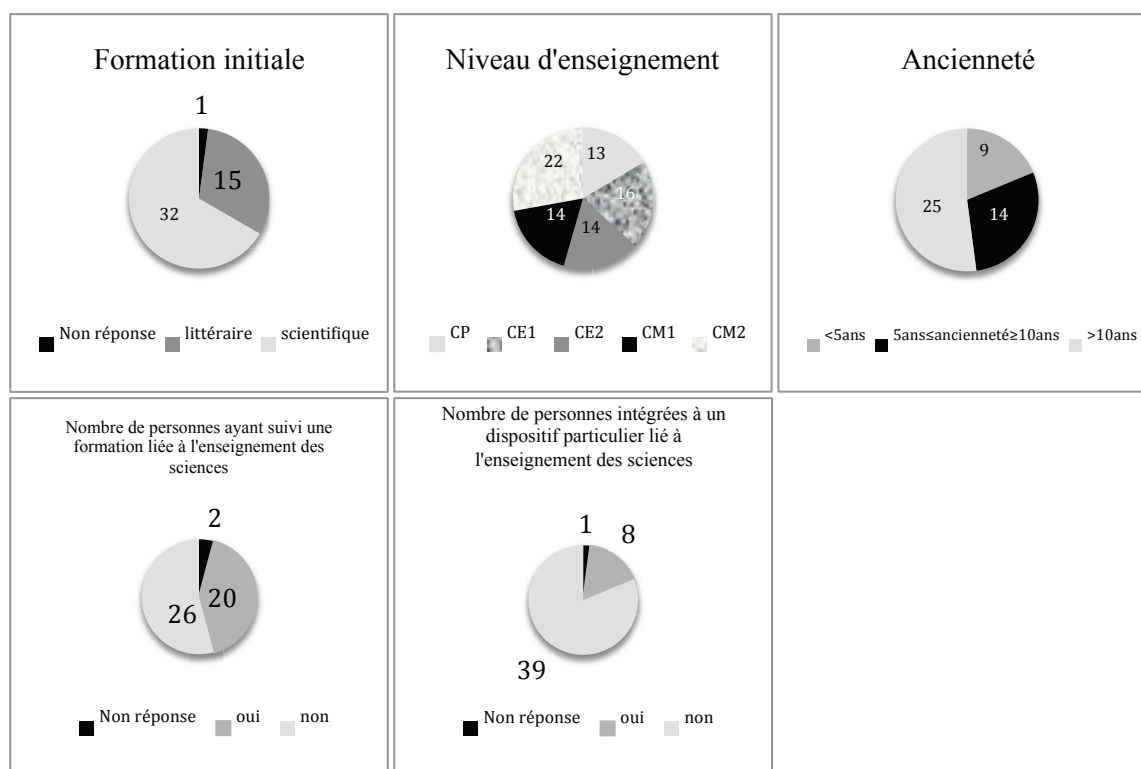 Formation initiale
1
15
32
Non réponse littéraire scientifique
Niveau d'enseignement
22 13
16
14 14
CP CE1 CE2 CM1 CM2
Ancienneté
9
25 14
<5ans 5ans≤ancienneté≥10ans >10ans
Nombre de personnes ayant suivi une
formation liée à l'enseignement des
sciences
2
26 20
Non réponse oui non
Nombre de personnes intégrées à un
dispositif particulier lié à
l'enseignement des sciences
1 8
39
Non réponse oui non